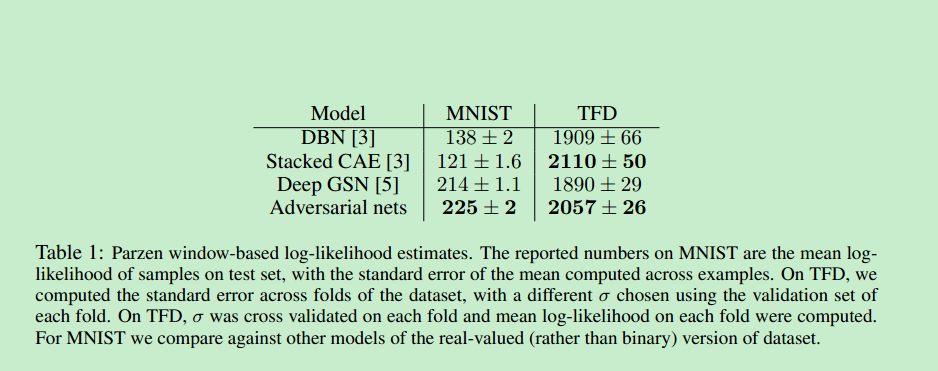 Model MNIST TFD
DBN [3] 138 ± 2 1909 ± 66
Stacked CAE [3] 121 ± 1.6 2110 ± 50
Deep GSN [5] 214 ± 1.1 1890 ± 29
Adversarial nets 225 ± 2 2057 ± 26
Table 1: Parzen window-based log-likelihood estimates. The reported numbers on MNIST are the mean log-
likelihood of samples on test set, with the standard error of the mean computed across examples. On TFD, we
computed the standard error across folds of the dataset, with a different σ chosen using the validation set of
each fold. On TFD, σ was cross validated on each fold and mean log-likelihood on each fold were computed.
For MNIST we compare against other models of the real-valued (rather than binary) version of dataset.